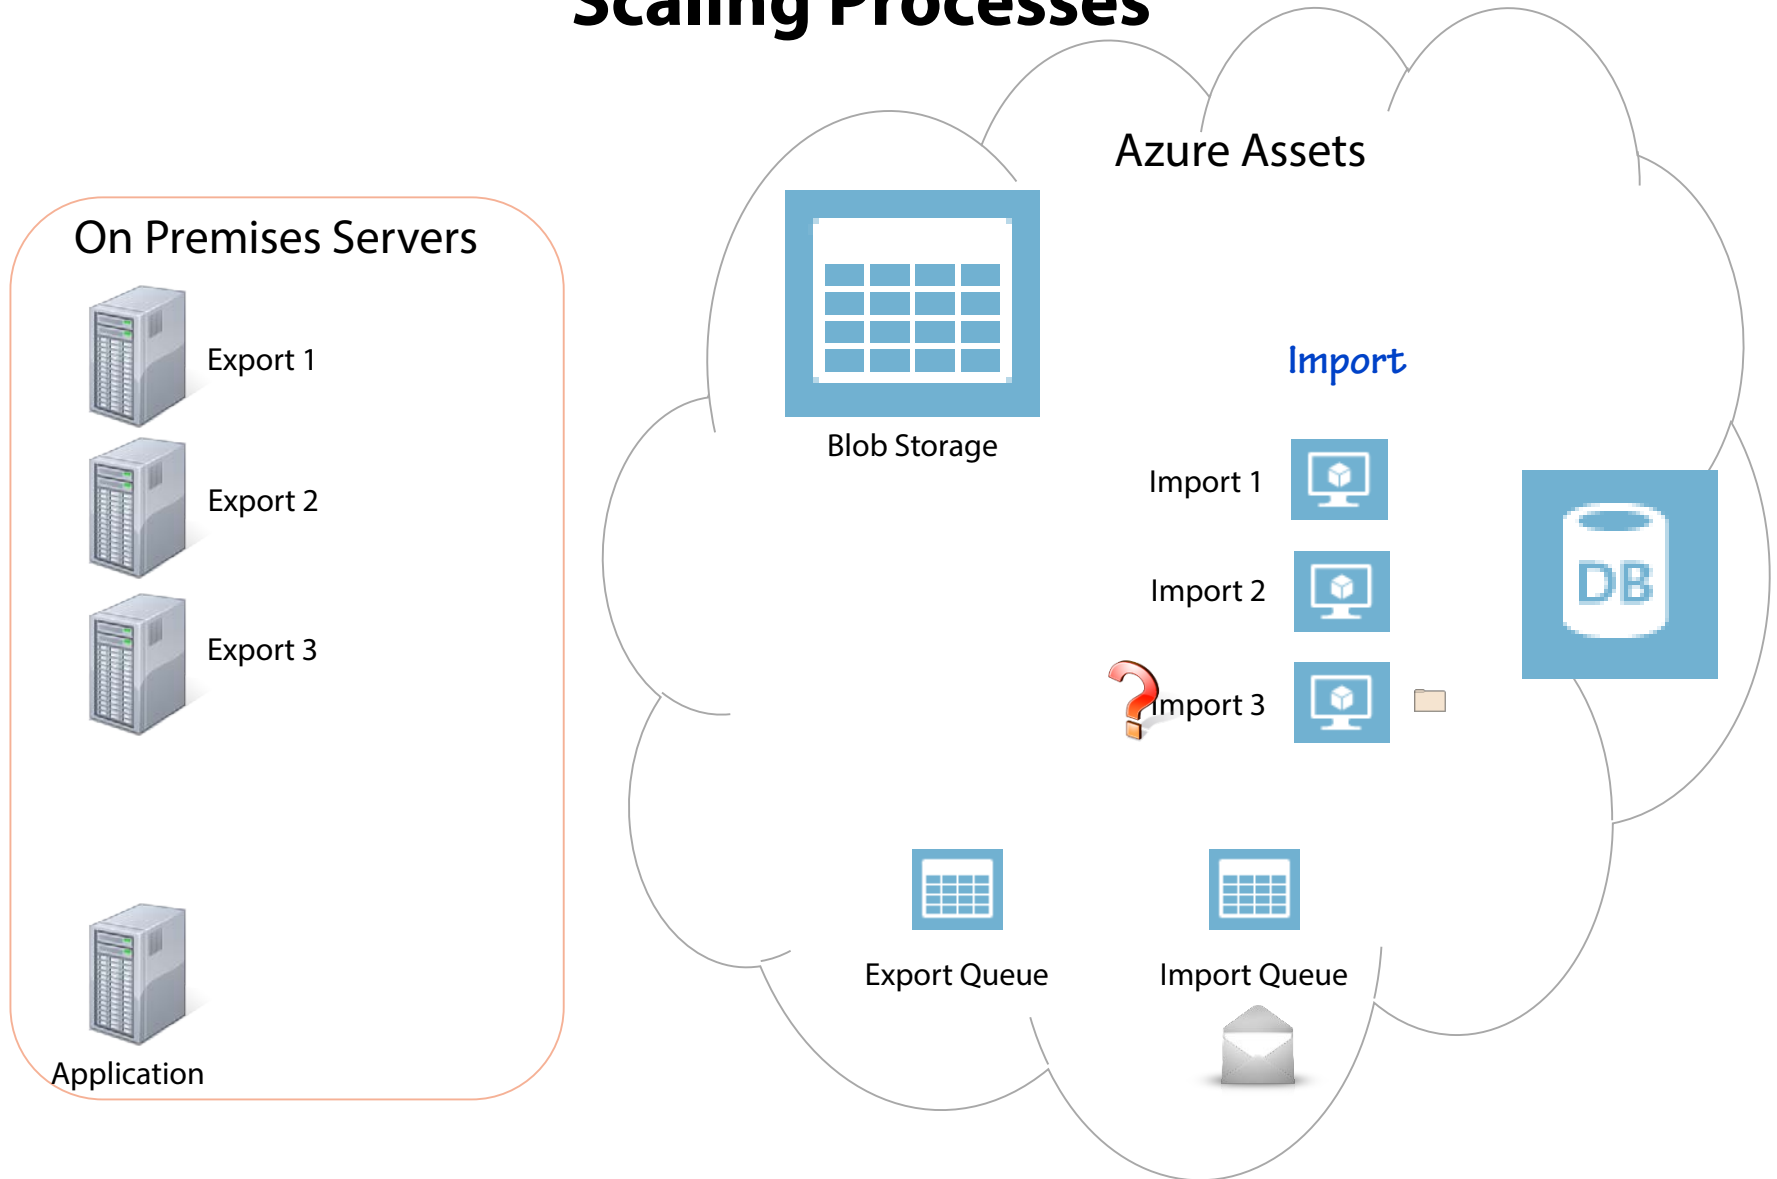 Scaling Processes
Azure Assets
On Premises Servers
Export 1
Export 2
Export 3
Application
Blob Storage
Import
Import 1
Import 2
Import 3
DB
Export Queue
Import Queue